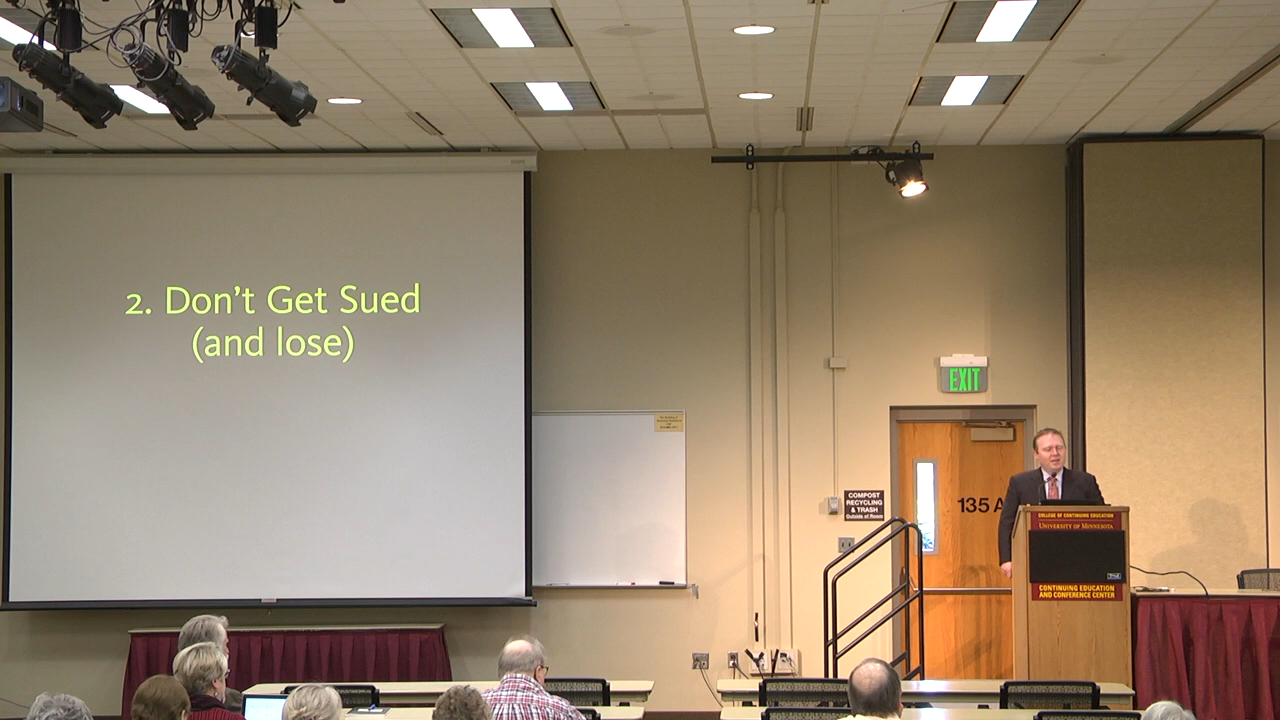 2. Don't Get Sued
(and lose)
EXIT
COMPOST
RECYCLING
& TRASH
Outside of Room
135 A
COLLEGE OF CONTINUING EDUCATION
UNIVERSITY OF MINNESOTA
CONTINUING EDUCATION
AND CONFERENCE CENTER